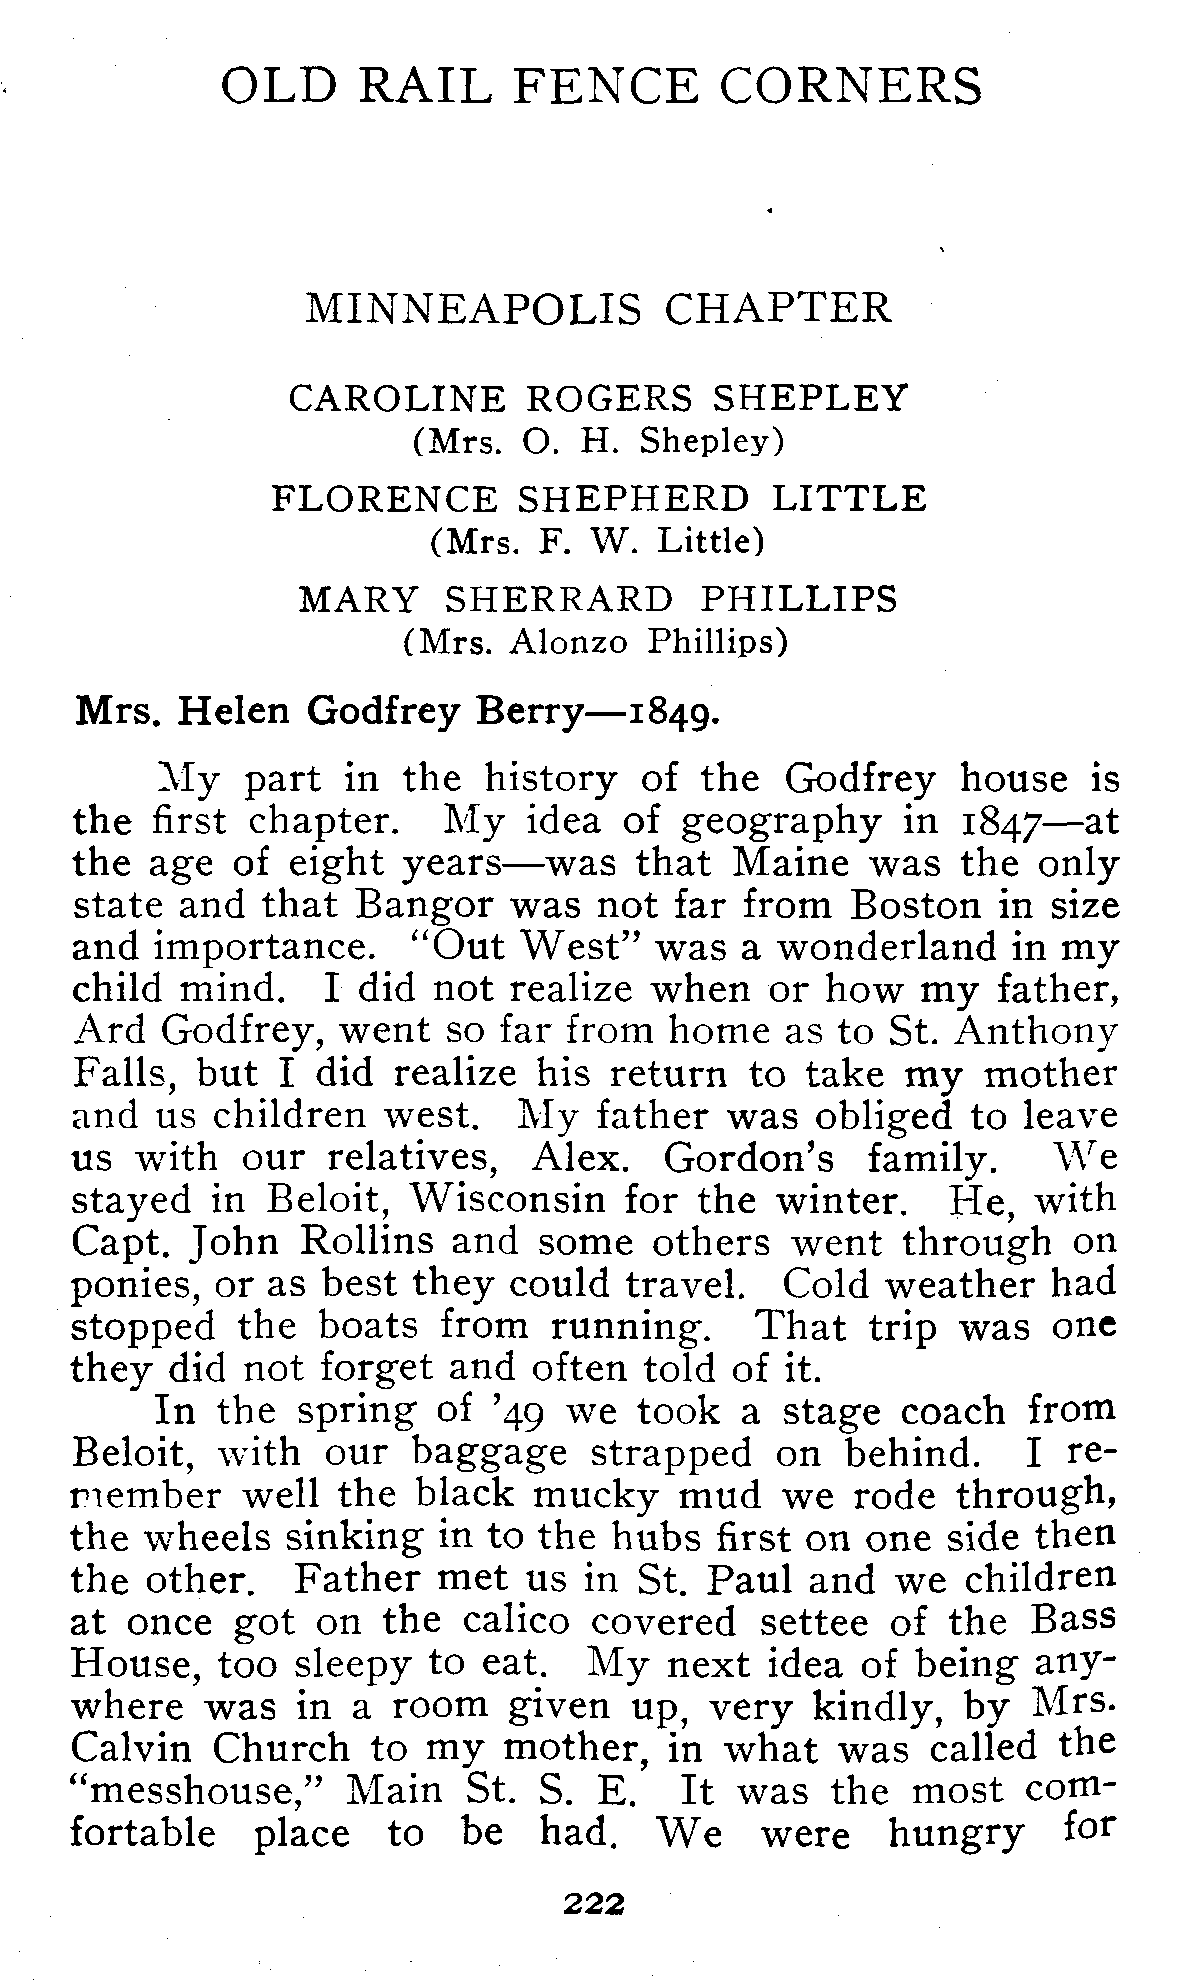 OLD RAIL FENCE CORNERS
MINNEAPOLIS CHAPTER
CAROLINE ROGERS SHEPLEY
(Mrs. O. H. Shepley)
FLORENCE SHEPHERD LITTLE
(Mrs. F. W. Little)
MARY SHERRARD PHILLIPS
(Mrs. Alonzo Phillips)
Mrs. Helen Godfrey Berry—1849.
My part in the history of the Godfrey house is
the first chapter. My idea of geography in 1847—at
the age of eight years—was that Maine was the only
state and that Bangor was not far from Boston in size
and importance. "Out West" was a wonderland in my
child mind. I did not realize when or how my father,
Ard Godfrey, went so far from home as to St. Anthony
Falls, but I did realize his return to take my mother
and us children west. My father was obliged to leave
us with our relatives, Alex. Gordon's family. We
stayed in Beloit, Wisconsin for the winter. He, with
Capt. John Rollins and some others went through on
ponies, or as best they could travel. Cold weather had
stopped the boats from running. That trip was one
they did not forget and often told of it.
In the spring of '49 we took a stage coach from
Beloit, with our baggage strapped on behind. I re-
member well the black mucky mud we rode through,
the wheels sinking in to the hubs first on one side then
the other. Father met us in St. Paul and we children
at once got on the calico covered settee of the Bass
House, too sleepy to eat. My next idea of being any-
where was in a room given up, very kindly, by Mrs.
Calvin Church to my mother, in what was called the
"messhouse," Main St. S. E. It was the most com-
fortable place to be had. We were hungry for
222